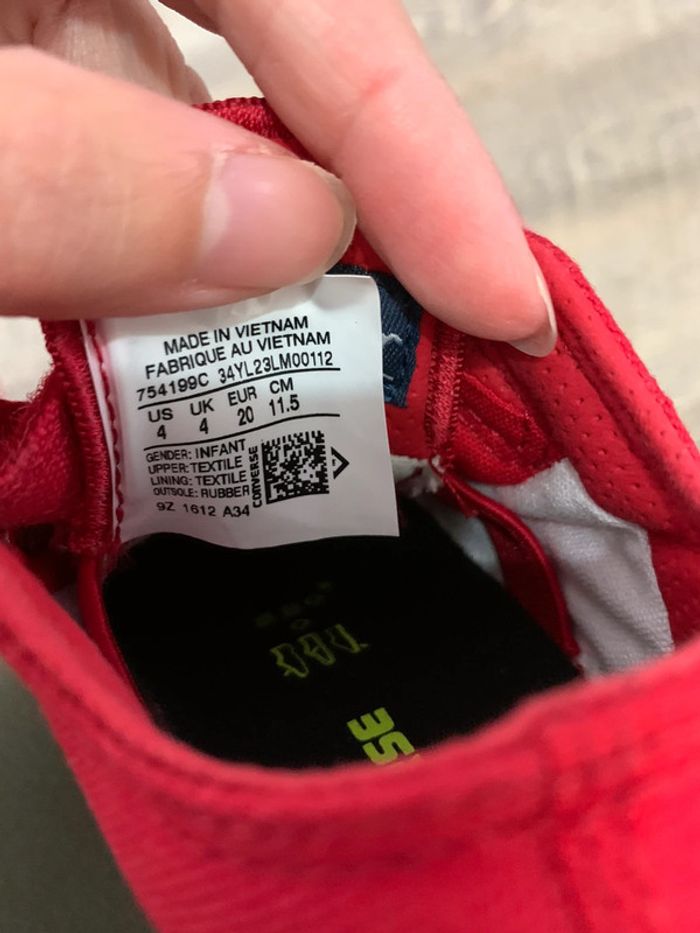 MADE IN VIETNAM
FABRIQUE AU VIETNAM
754199C 34YL23LM00112
US UK EUR CM
4 4 20 11.5
GENDER: INFANT
UPPER: TEXTILE
LINING: TEXTILE
OUTSOLE: RUBBER
CONVERSE
9Z 1612 A34
SE